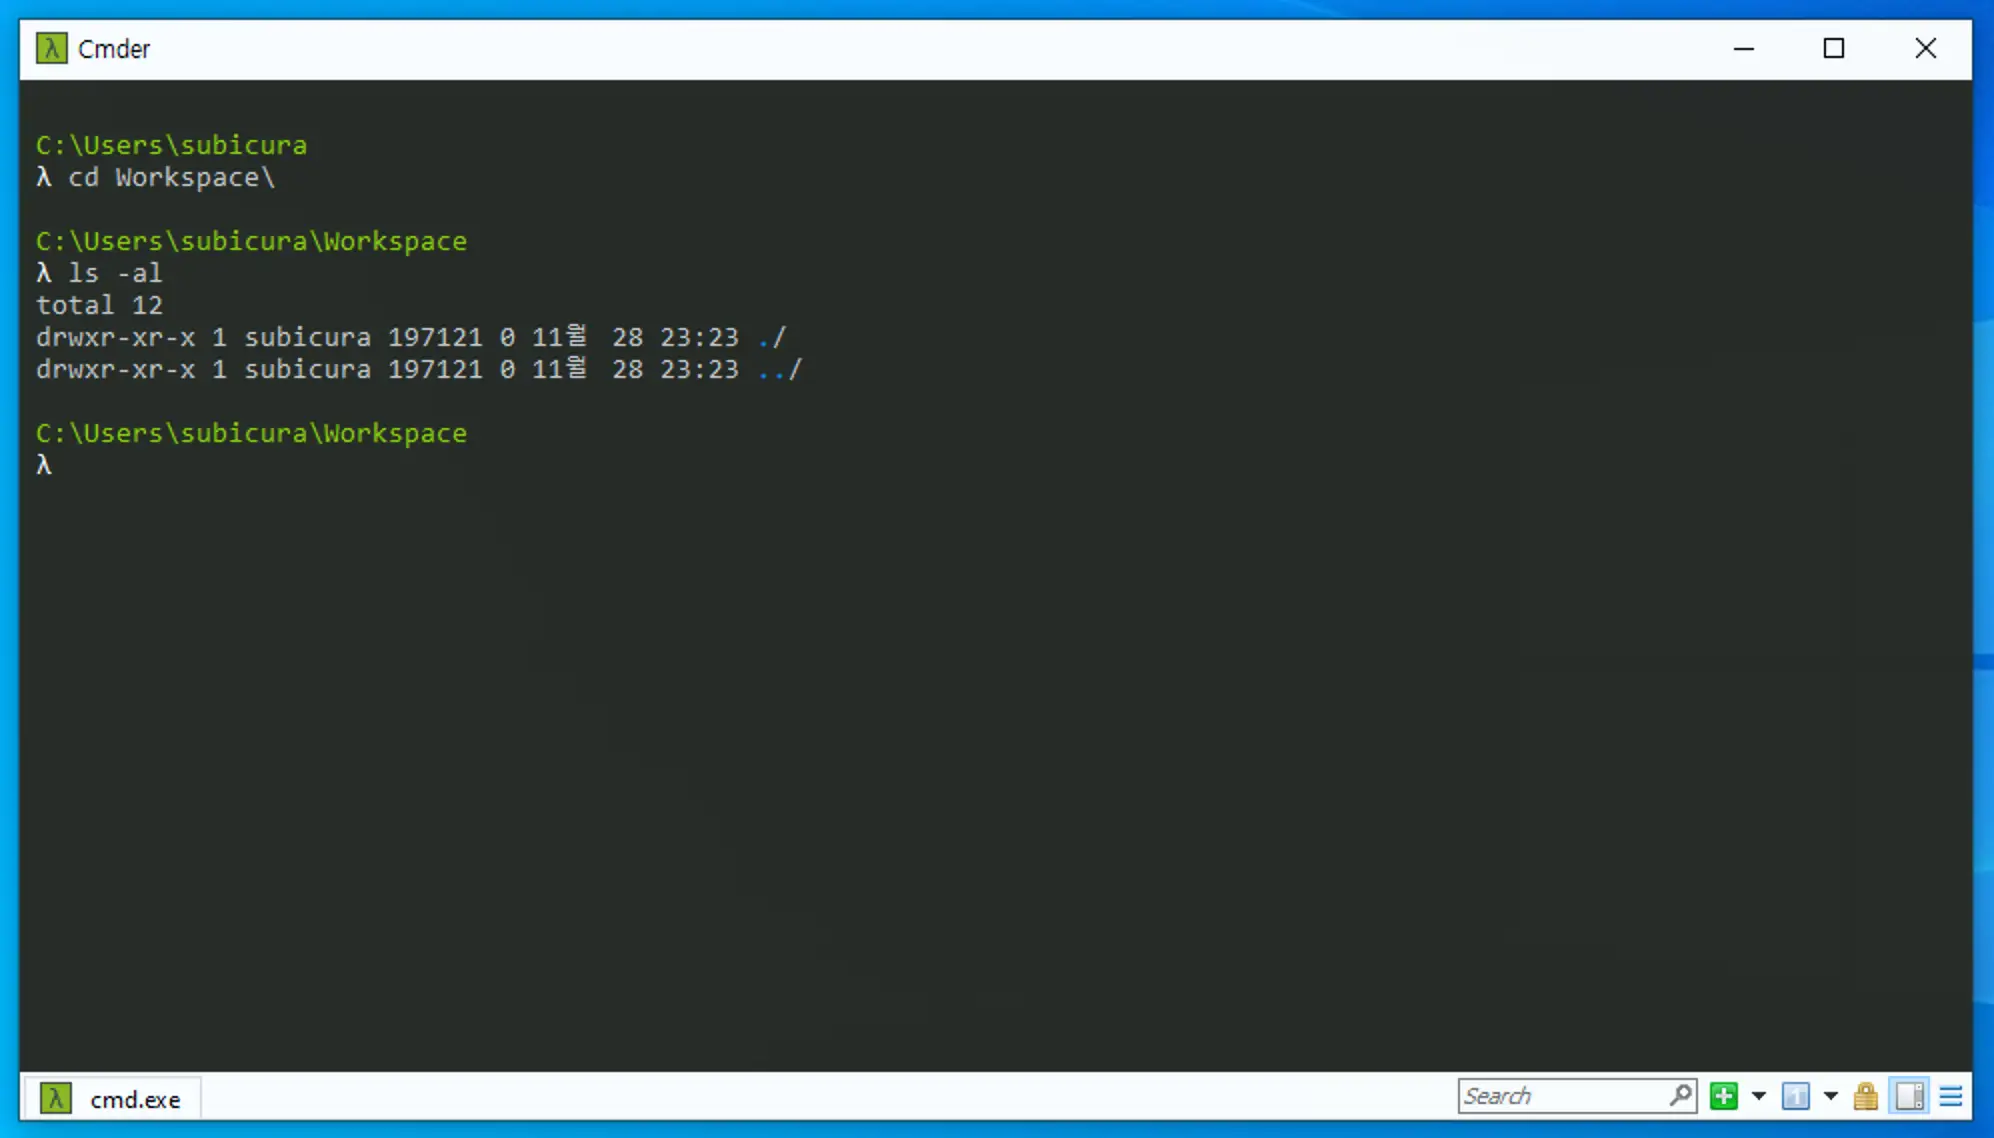 λ Cmder
C:\Users\subicura
λ cd Workspace\
C:\Users\subicura\Workspace
λ ls -al
total 12
drwxr-xr-x 1 subicura 197121 0 11월 28 23:23 ./
drwxr-xr-x 1 subicura 197121 0 11월 28 23:23 ../
C:\Users\subicura\Workspace
λ
λ cmd.exe
Search
1